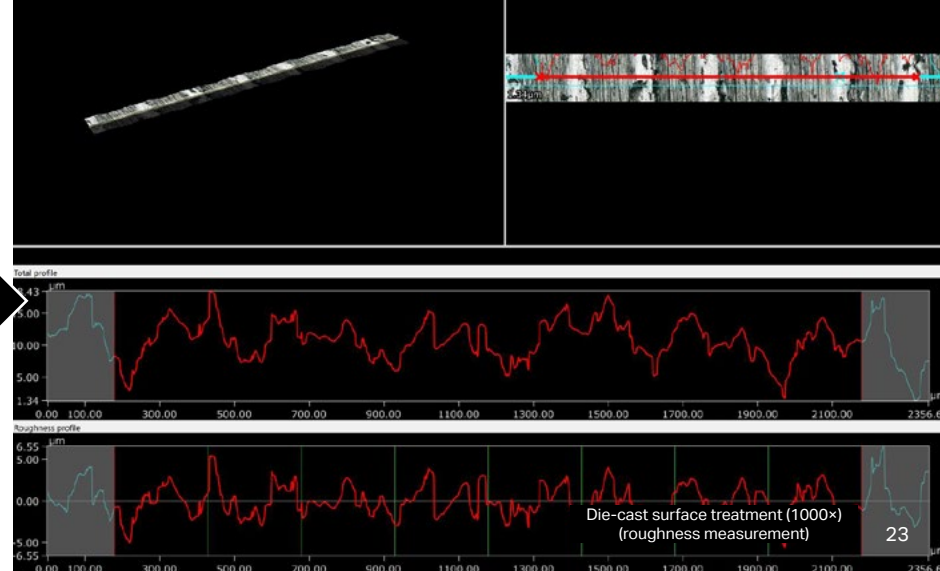 Total profile
μm
15.00
10.00
5.00
1.34
0.00 100.00 300.00 500.00 700.00 900.00 1100.00 1300.00 1500.00 1700.00 1900.00 2100.00
Roughness profile
μm
6.55
5.00
0.00
-5.00
-6.55
0.00 100.00 300.00 500.00 700.00 900.00 1100.00 1300.00 1500.00 1700.00 1900.00 2100.00
Die-cast surface treatment (1000×)
(roughness measurement)
23